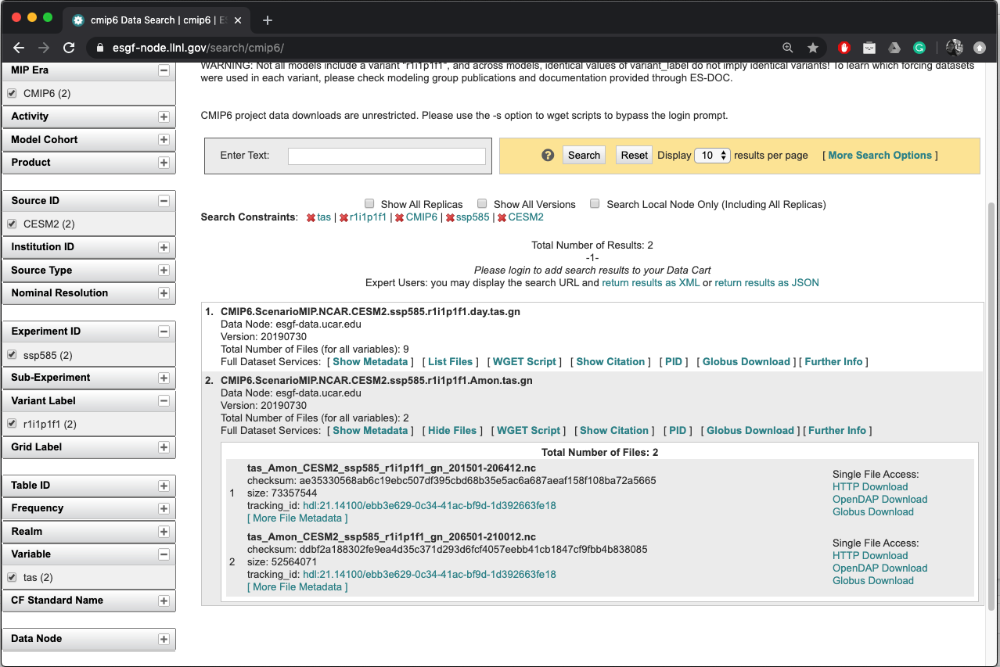 cmip6 Data Search | cmip6 | ES
esgf-node.llnl.gov/search/cmip6/
MIP Era
CMIP6 (2)
Activity
Model Cohort
Product
Source ID
CESM2 (2)
Institution ID
Source Type
Nominal Resolution
Experiment ID
ssp585 (2)
Sub-Experiment
Variant Label
r1i1p1f1 (2)
Grid Label
Table ID
Frequency
Realm
Variable
tas (2)
CF Standard Name
Data Node
WARNING: Not all models include a variant "r1i1p1f1", and across models, identical values of variant_label do not imply identical variants! To learn which forcing datasets
were used in each variant, please check modeling group publications and documentation provided through ES-DOC.
CMIP6 project data downloads are unrestricted. Please use the -s option to wget scripts to bypass the login prompt.
Enter Text:
? Search Reset Display 10 results per page [ More Search Options ]
Show All Replicas Show All Versions Search Local Node Only (Including All Replicas)
Search Constraints: tas | r1i1p1f1 | CMIP6 | ssp585 | CESM2
Total Number of Results: 2
-1-
Please login to add search results to your Data Cart
Expert Users: you may display the search URL and return results as XML or return results as JSON
1. CMIP6.ScenarioMIP.NCAR.CESM2.ssp585.r1i1p1f1.day.tas.gn
Data Node: esgf-data.ucar.edu
Version: 20190730
Total Number of Files (for all variables): 9
Full Dataset Services: [ Show Metadata ] [ List Files ] [ WGET Script ] [ Show Citation ] [ PID ] [ Globus Download ] [ Further Info ]
2. CMIP6.ScenarioMIP.NCAR.CESM2.ssp585.r1i1p1f1.Amon.tas.gn
Data Node: esgf-data.ucar.edu
Version: 20190730
Total Number of Files (for all variables): 2
Full Dataset Services: [ Show Metadata ] [ Hide Files ] [ WGET Script ] [ Show Citation ] [ PID ] [ Globus Download ] [ Further Info ]
Total Number of Files: 2
1
tas_Amon_CESM2_ssp585_r1i1p1f1_gn_201501-206412.nc
checksum: ae35330568ab6c19ebc507df395cbd68b35e5ac6a687aeaf158f108ba72a5665
size: 73357544
tracking_id: hdl:21.14100/ebb3e629-0c34-41ac-bf9d-1d392663fe18
[ More File Metadata ]
Single File Access:
HTTP Download
OpenDAP Download
Globus Download
2
tas_Amon_CESM2_ssp585_r1i1p1f1_gn_206501-210012.nc
checksum: ddbf2a188302fe9ea4d35c371d293d6fcf4057eebb41cb1847cf9fbb4b838085
size: 52564071
tracking_id: hdl:21.14100/ebb3e629-0c34-41ac-bf9d-1d392663fe18
[ More File Metadata ]
Single File Access:
HTTP Download
OpenDAP Download
Globus Download